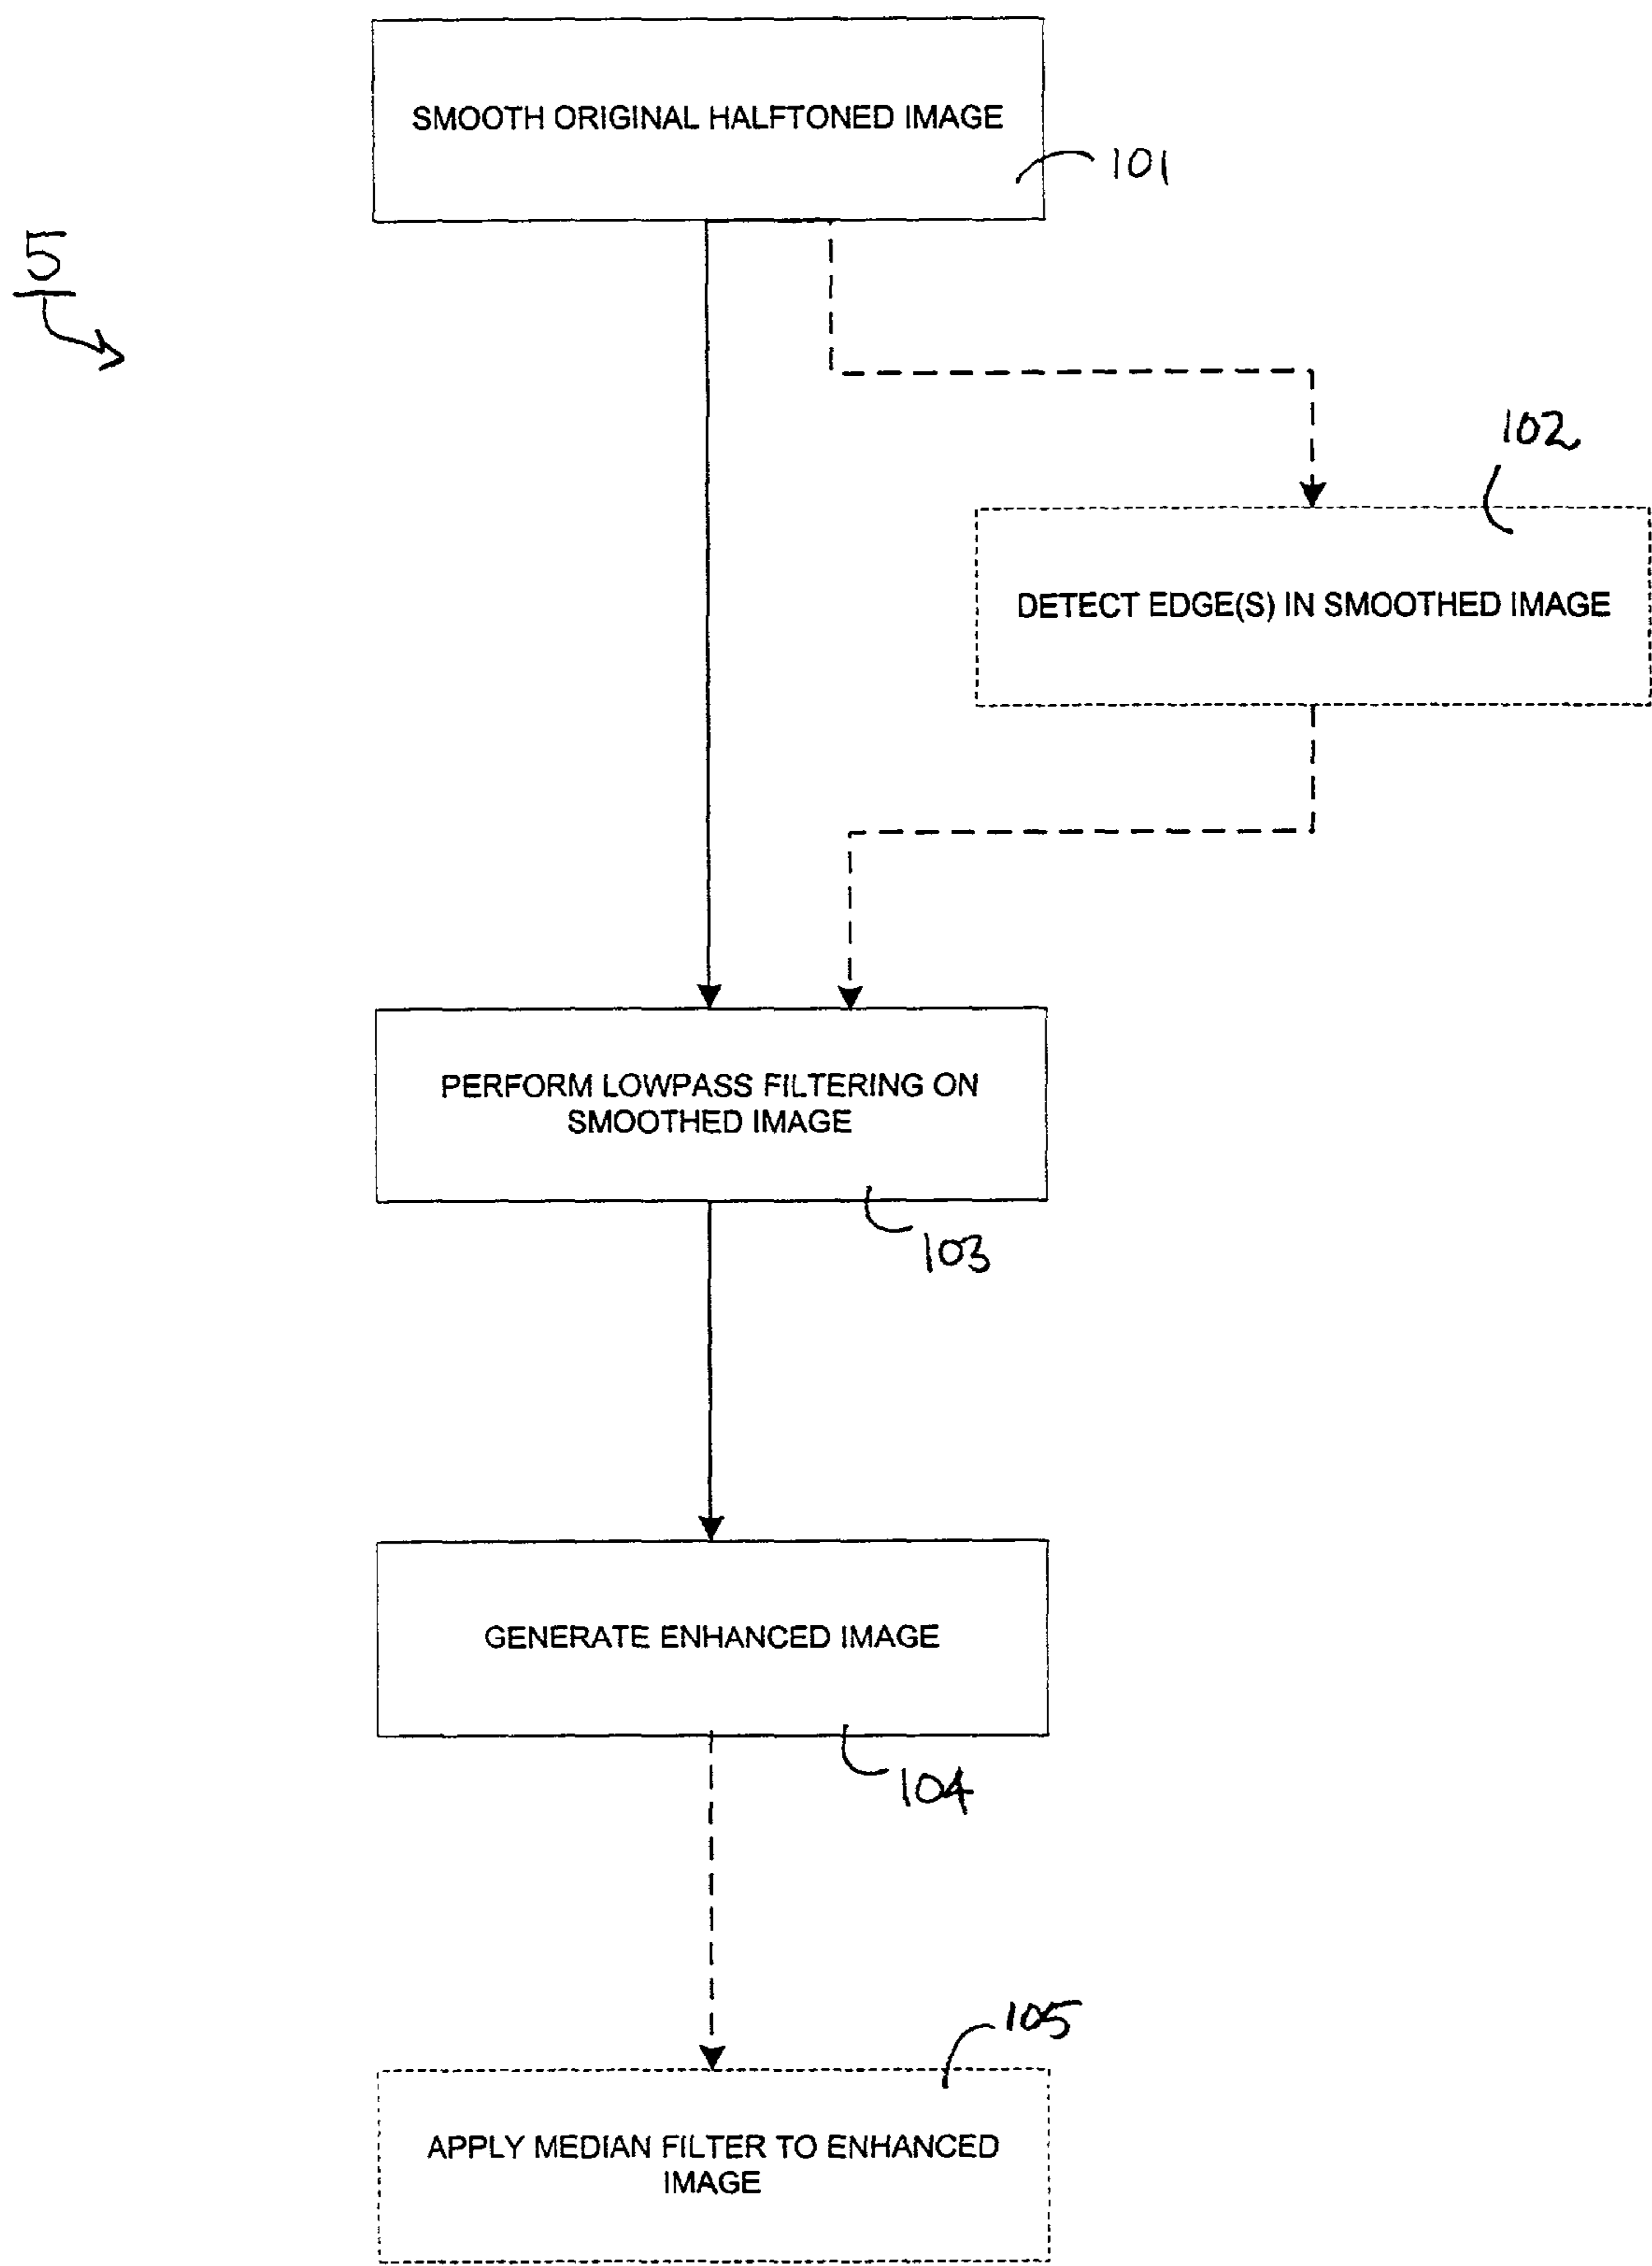 SMOOTH ORIGINAL HALFTONED IMAGE
101
5
102
DETECT EDGE(S) IN SMOOTHED IMAGE
PERFORM LOWPASS FILTERING ON
SMOOTHED IMAGE
103
GENERATE ENHANCED IMAGE
104
105
APPLY MEDIAN FILTER TO ENHANCED
IMAGE